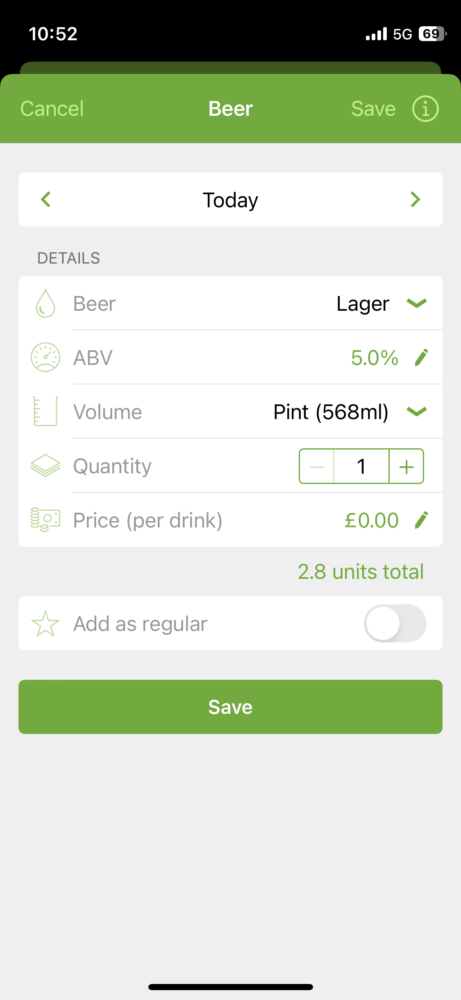 10:52 5G 69
Cancel Beer Save
Today
DETAILS
Beer Lager
ABV 5.0%
Volume Pint (568ml)
Quantity 1
Price (per drink) £0.00
2.8 units total
Add as regular
Save